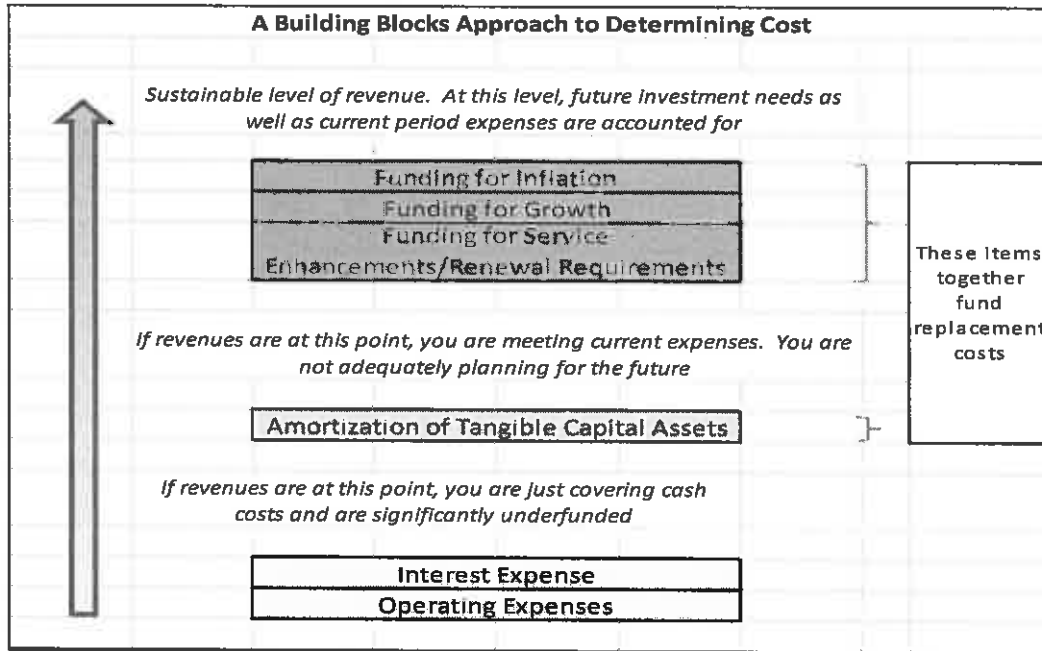 A Building Blocks Approach to Determining Cost
Sustainable level of revenue. At this level, future investment needs as
well as current period expenses are accounted for
Funding for Inflation
Funding for Growth
Funding for Service
Enhancements/Renewal Requirements
These Items
together
fund
replacement
costs
If revenues are at this point, you are meeting current expenses. You are
not adequately planning for the future
Amortization of Tangible Capital Assets
If revenues are at this point, you are just covering cash
costs and are significantly underfunded
Interest Expense
Operating Expenses